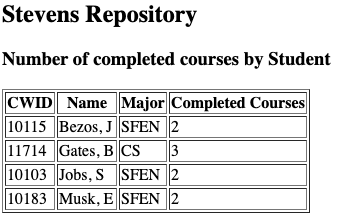 Stevens Repository
Number of completed courses by Student
CWID Name Major Completed Courses
10115 Bezos, J SFEN 2
11714 Gates, B CS 3
10103 Jobs, S SFEN 2
10183 Musk, E SFEN 2